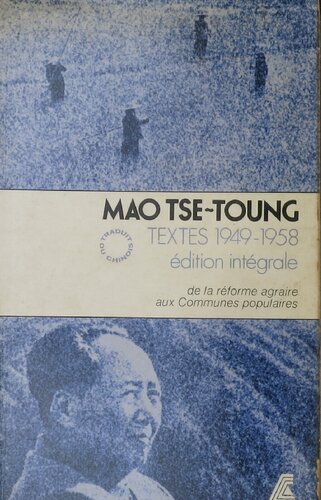 MAO TSE~TOUNG
TEXTES 1949-1958
édition intégrale
TRADUIT DU CHINOIS
de la réforme agraire
aux Communes populaires